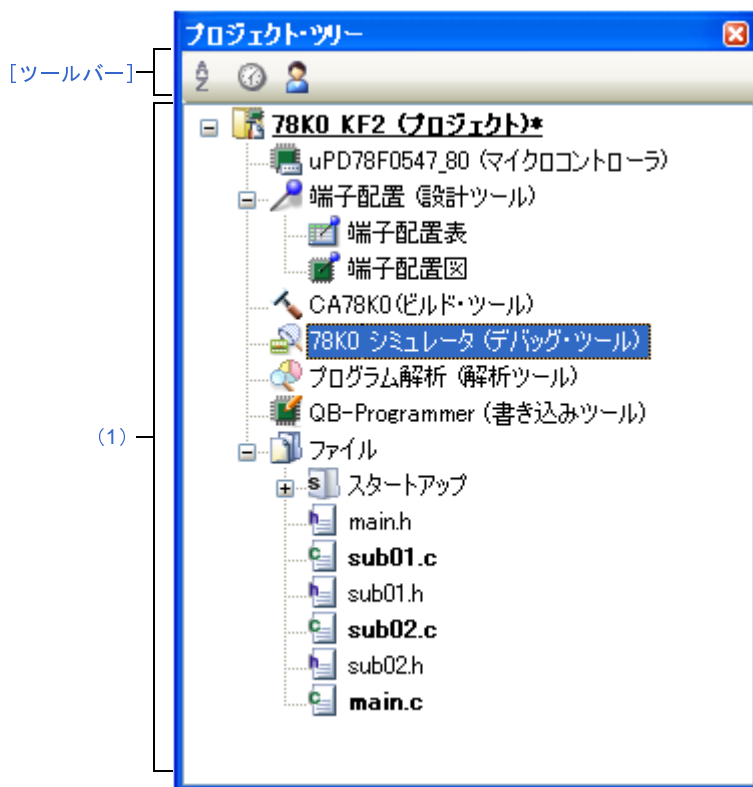 プロジェクト・ツリー
[ツールバー]
78K0_KF2 (プロジェクト)*
uPD78F0547_80 (マイクロコントローラ)
端子配置 (設計ツール)
端子配置表
端子配置図
CA78K0(ビルド・ツール)
78K0 シミュレータ (デバッグ・ツール)
プログラム解析 (解析ツール)
QB-Programmer (書き込みツール)
(1)
ファイル
スタートアップ
main.h
sub01.c
sub01.h
sub02.c
sub02.h
main.c